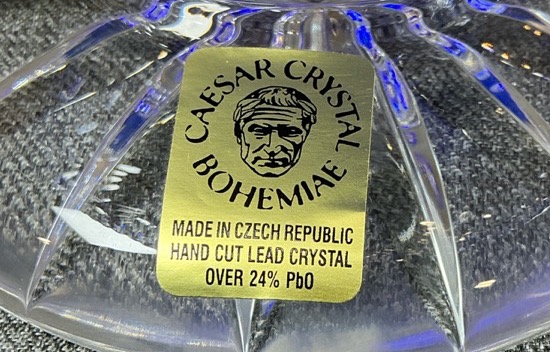 CAESAR CRYSTAL
BOHEMIAE
MADE IN CZECH REPUBLIC
HAND CUT LEAD CRYSTAL
OVER 24% PbO